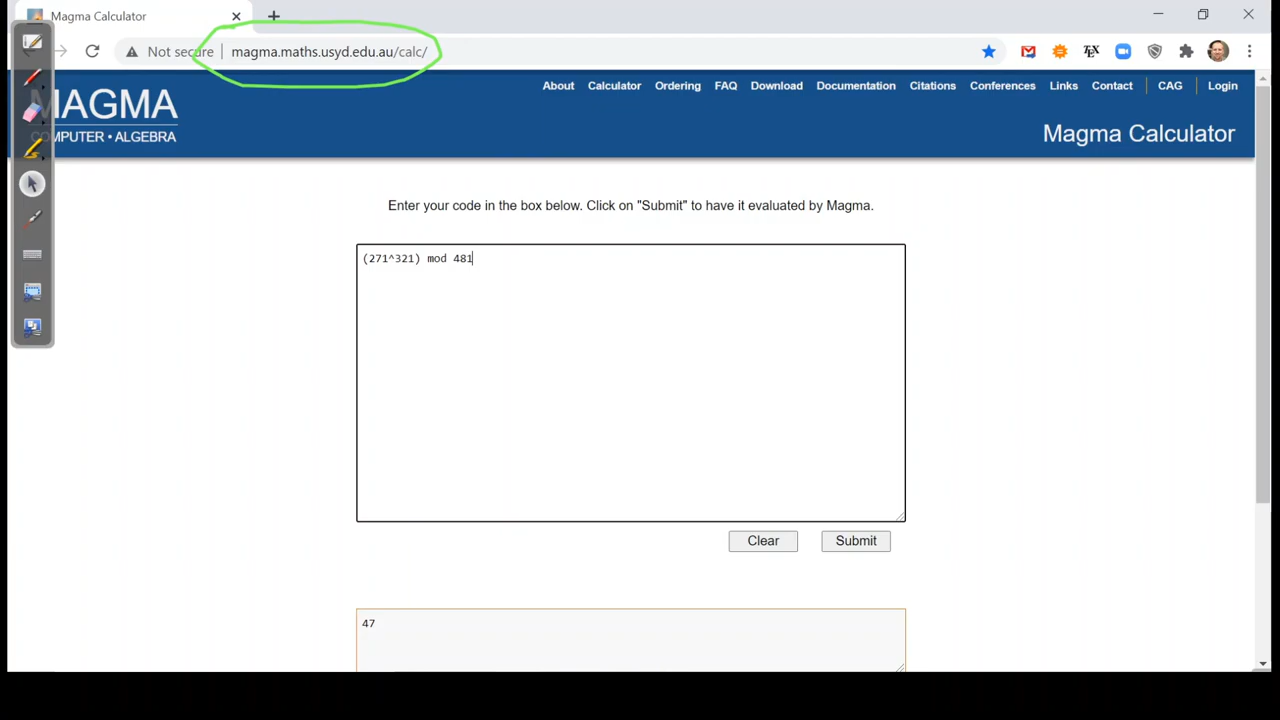 Magma Calculator
Not secure | magma.maths.usyd.edu.au/calc/
About Calculator Ordering FAQ Download Documentation Citations Conferences Links Contact CAG Login
MAGMA
COMPUTER • ALGEBRA
Magma Calculator
Enter your code in the box below. Click on "Submit" to have it evaluated by Magma.
(271^321) mod 481
Clear Submit
47